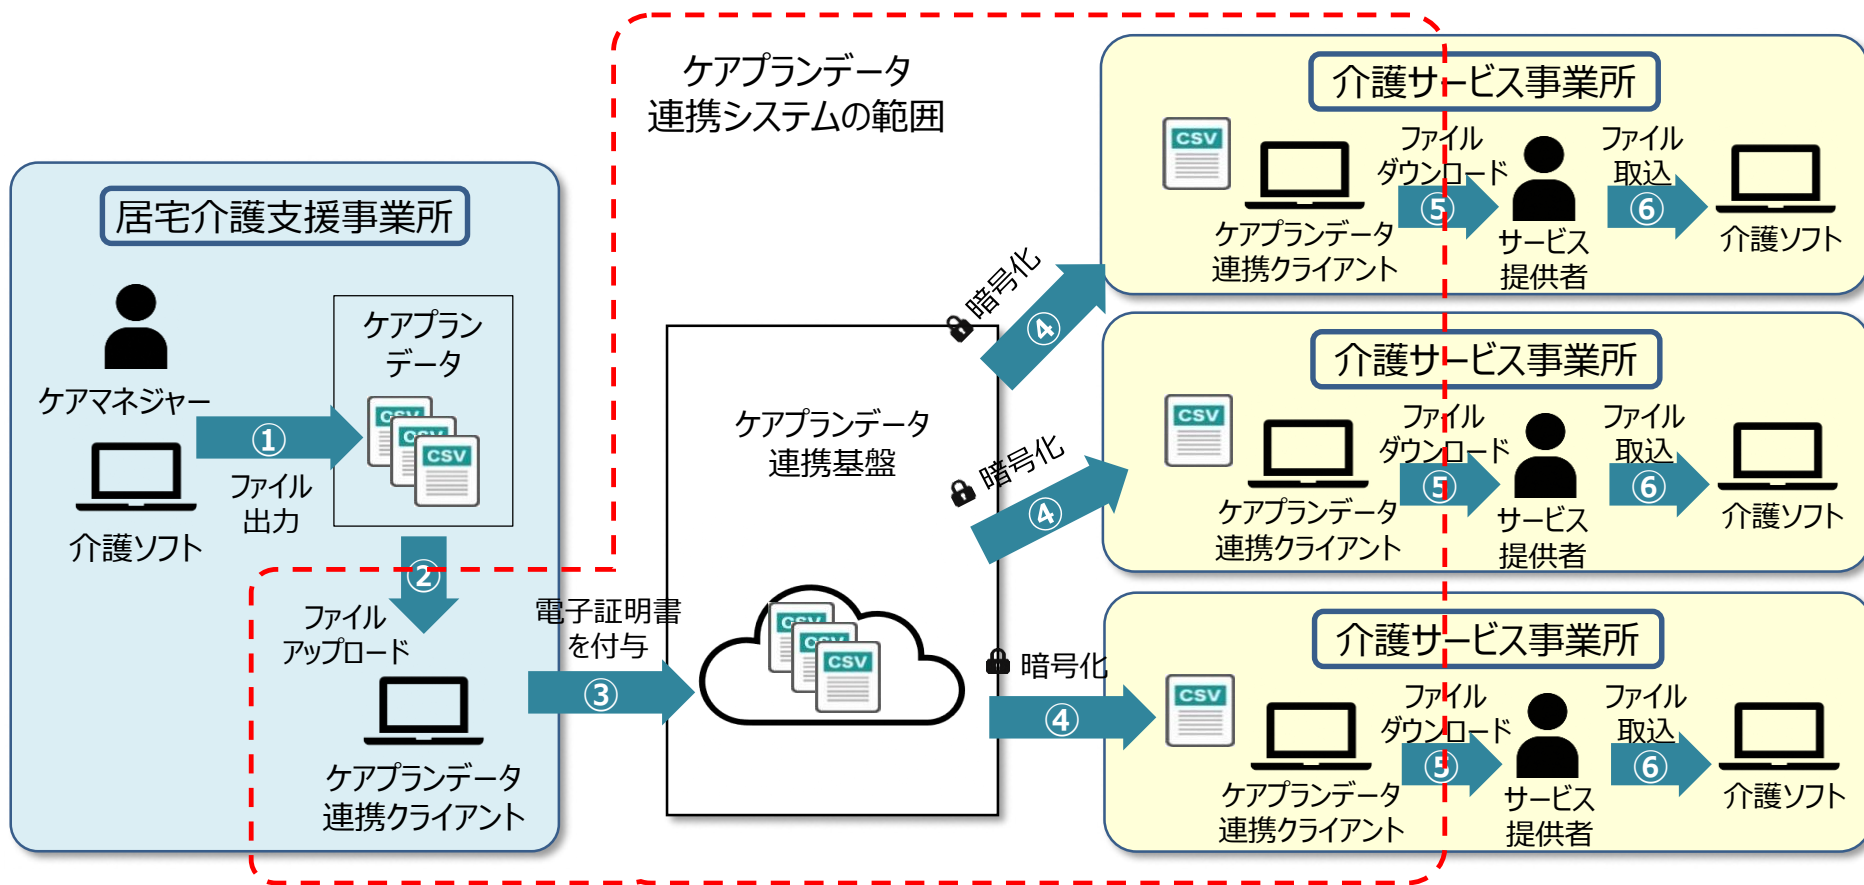 ケアプランデータ
連携システムの範囲
居宅介護支援事業所
ケアマネジャー
介護ソフト
①
ファイル
出力
ケアプラン
データ
CSV
CSV
CSV
②
ファイル
アップロード
ケアプランデータ
連携クライアント
電子証明書
を付与
③
ケアプランデータ
連携基盤
CSV
CSV
CSV
暗号化
④
暗号化
④
暗号化
④
介護サービス事業所
CSV
ケアプランデータ
連携クライアント
ファイル
ダウンロード
⑤
サービス
提供者
ファイル
取込
⑥
介護ソフト
介護サービス事業所
CSV
ケアプランデータ
連携クライアント
ファイル
ダウンロード
⑤
サービス
提供者
ファイル
取込
⑥
介護ソフト
介護サービス事業所
CSV
ケアプランデータ
連携クライアント
ファイル
ダウンロード
⑤
サービス
提供者
ファイル
取込
⑥
介護ソフト